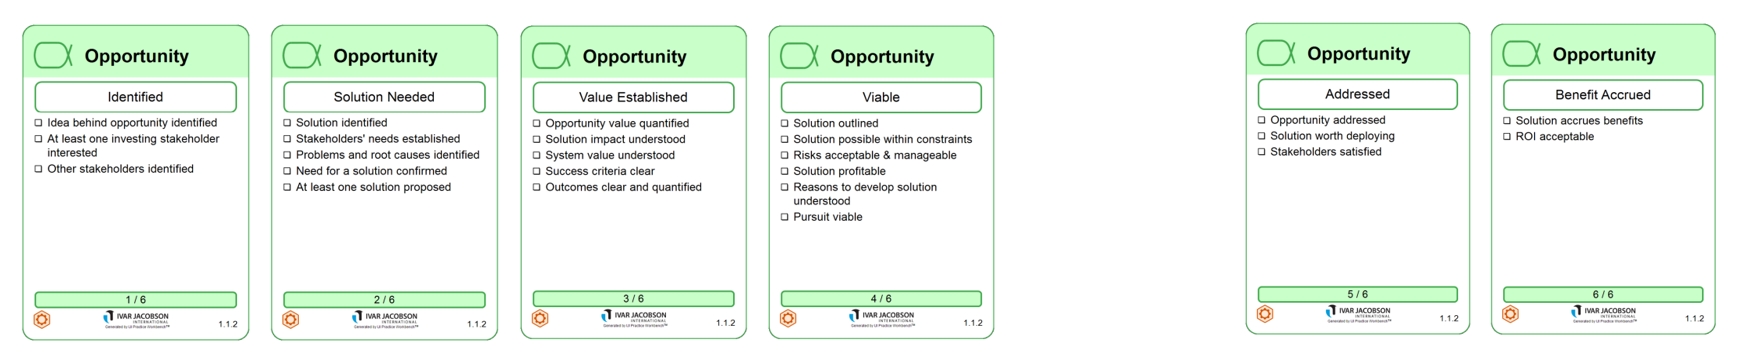 Opportunity
Identified
Idea behind opportunity identified
At least one investing stakeholder
interested
Other stakeholders identified
1 / 6
IVAR JACOBSON
INTERNATIONAL
Generated by IJI Practice Workbench™
1.1.2
Opportunity
Solution Needed
Solution identified
Stakeholders' needs established
Problems and root causes identified
Need for a solution confirmed
At least one solution proposed
2 / 6
IVAR JACOBSON
INTERNATIONAL
Generated by IJI Practice Workbench™
1.1.2
Opportunity
Value Established
Opportunity value quantified
Solution impact understood
System value understood
Success criteria clear
Outcomes clear and quantified
3 / 6
IVAR JACOBSON
INTERNATIONAL
Generated by IJI Practice Workbench™
1.1.2
Opportunity
Viable
Solution outlined
Solution possible within constraints
Risks acceptable & manageable
Solution profitable
Reasons to develop solution
understood
Pursuit viable
4 / 6
IVAR JACOBSON
INTERNATIONAL
Generated by IJI Practice Workbench™
1.1.2
Opportunity
Addressed
Opportunity addressed
Solution worth deploying
Stakeholders satisfied
5 / 6
IVAR JACOBSON
INTERNATIONAL
Generated by IJI Practice Workbench™
1.1.2
Opportunity
Benefit Accrued
Solution accrues benefits
ROI acceptable
6 / 6
IVAR JACOBSON
INTERNATIONAL
Generated by IJI Practice Workbench™
1.1.2